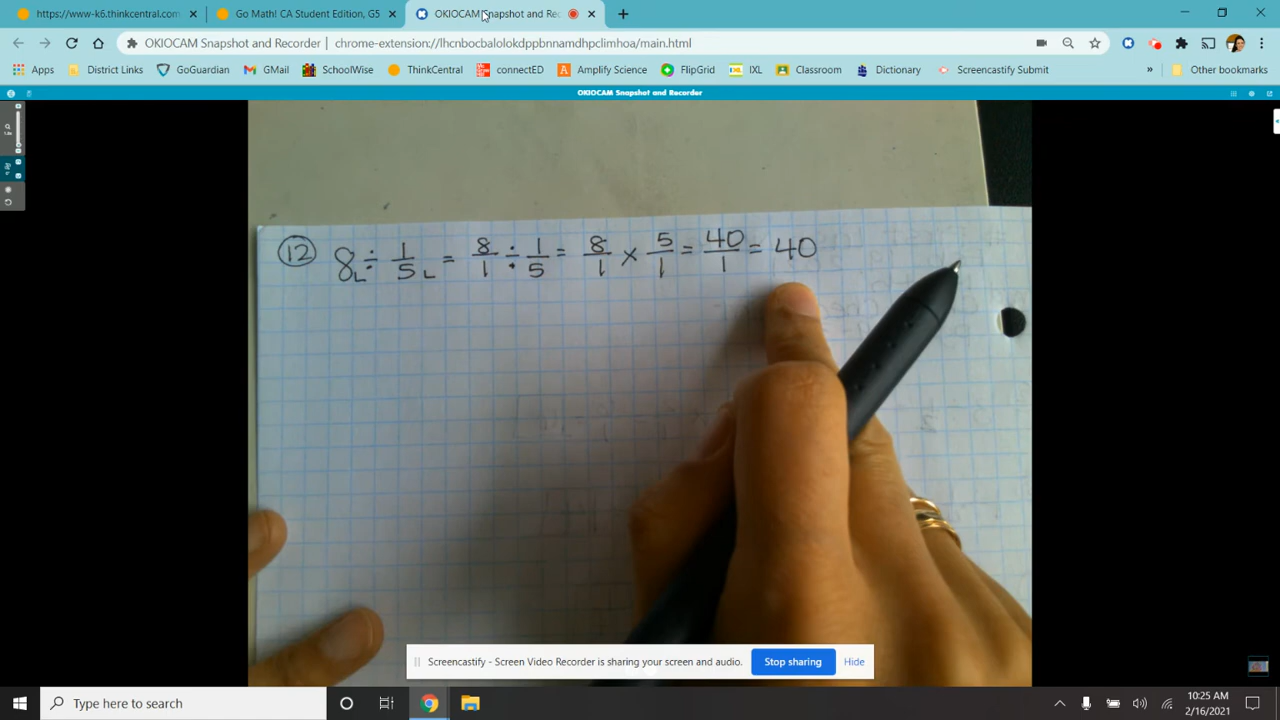 https://www-k6.thinkcentral.com
Go Math! CA Student Edition, G5
OKIOCAM Snapshot and Rec
OKIOCAM Snapshot and Recorder | chrome-extension://lhcnbocbalolokdppbnnamdhpclimhoa/main.html
Apps District Links GoGuardian GMail SchoolWise ThinkCentral connectED Amplify Science FlipGrid IXL Classroom Dictionary Screencastify Submit » Other bookmarks
OKIOCAM Snapshot and Recorder
12 8L ÷ 1/5 L = 8/1 ÷ 1/5 = 8/1 × 5/1 = 40/1 = 40
Screencastify - Screen Video Recorder is sharing your screen and audio. Stop sharing Hide
Type here to search
10:25 AM
2/16/2021